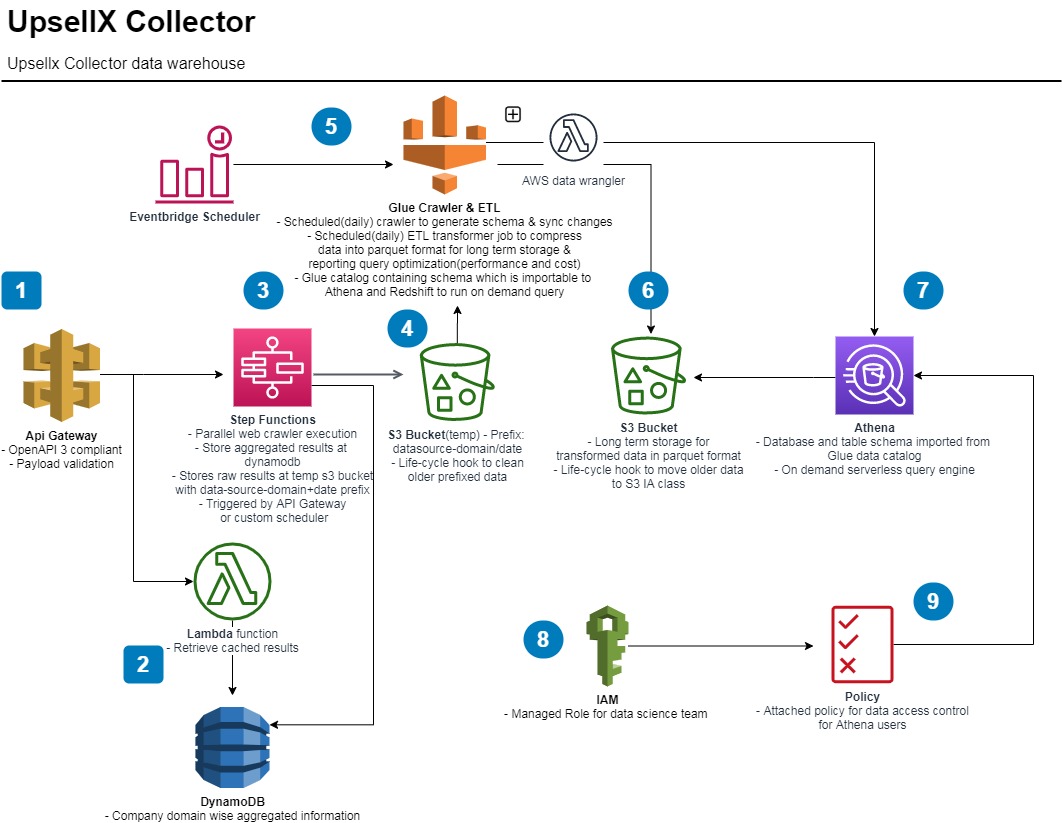 UpsellX Collector
Upsellx Collector data warehouse
5
AWS data wrangler
Eventbridge Scheduler
Glue Crawler & ETL
- Scheduled(daily) crawler to generate schema & sync changes
- Scheduled(daily) ETL transformer job to compress
data into parquet format for long term storage &
reporting query optimization(performance and cost)
- Glue catalog containing schema which is importable to
Athena and Redshift to run on demand query
1
3
4
6
7
Api Gateway
- OpenAPI 3 compliant
- Payload validation
Step Functions
- Parallel web crawler execution
- Store aggregated results at
dynamodb
- Stores raw results at temp s3 bucket
with data-source-domain+date prefix
- Triggered by API Gateway
or custom scheduler
S3 Bucket(temp) - Prefix:
datasource-domain/date
- Life-cycle hook to clean
older prefixed data
S3 Bucket
- Long term storage for
transformed data in parquet format
- Life-cycle hook to move older data
to S3 IA class
Athena
- Database and table schema imported from
Glue data catalog
- On demand serverless query engine
Lambda function
- Retrieve cached results
2
DynamoDB
- Company domain wise aggregated information
8
IAM
- Managed Role for data science team
9
Policy
- Attached policy for data access control
for Athena users